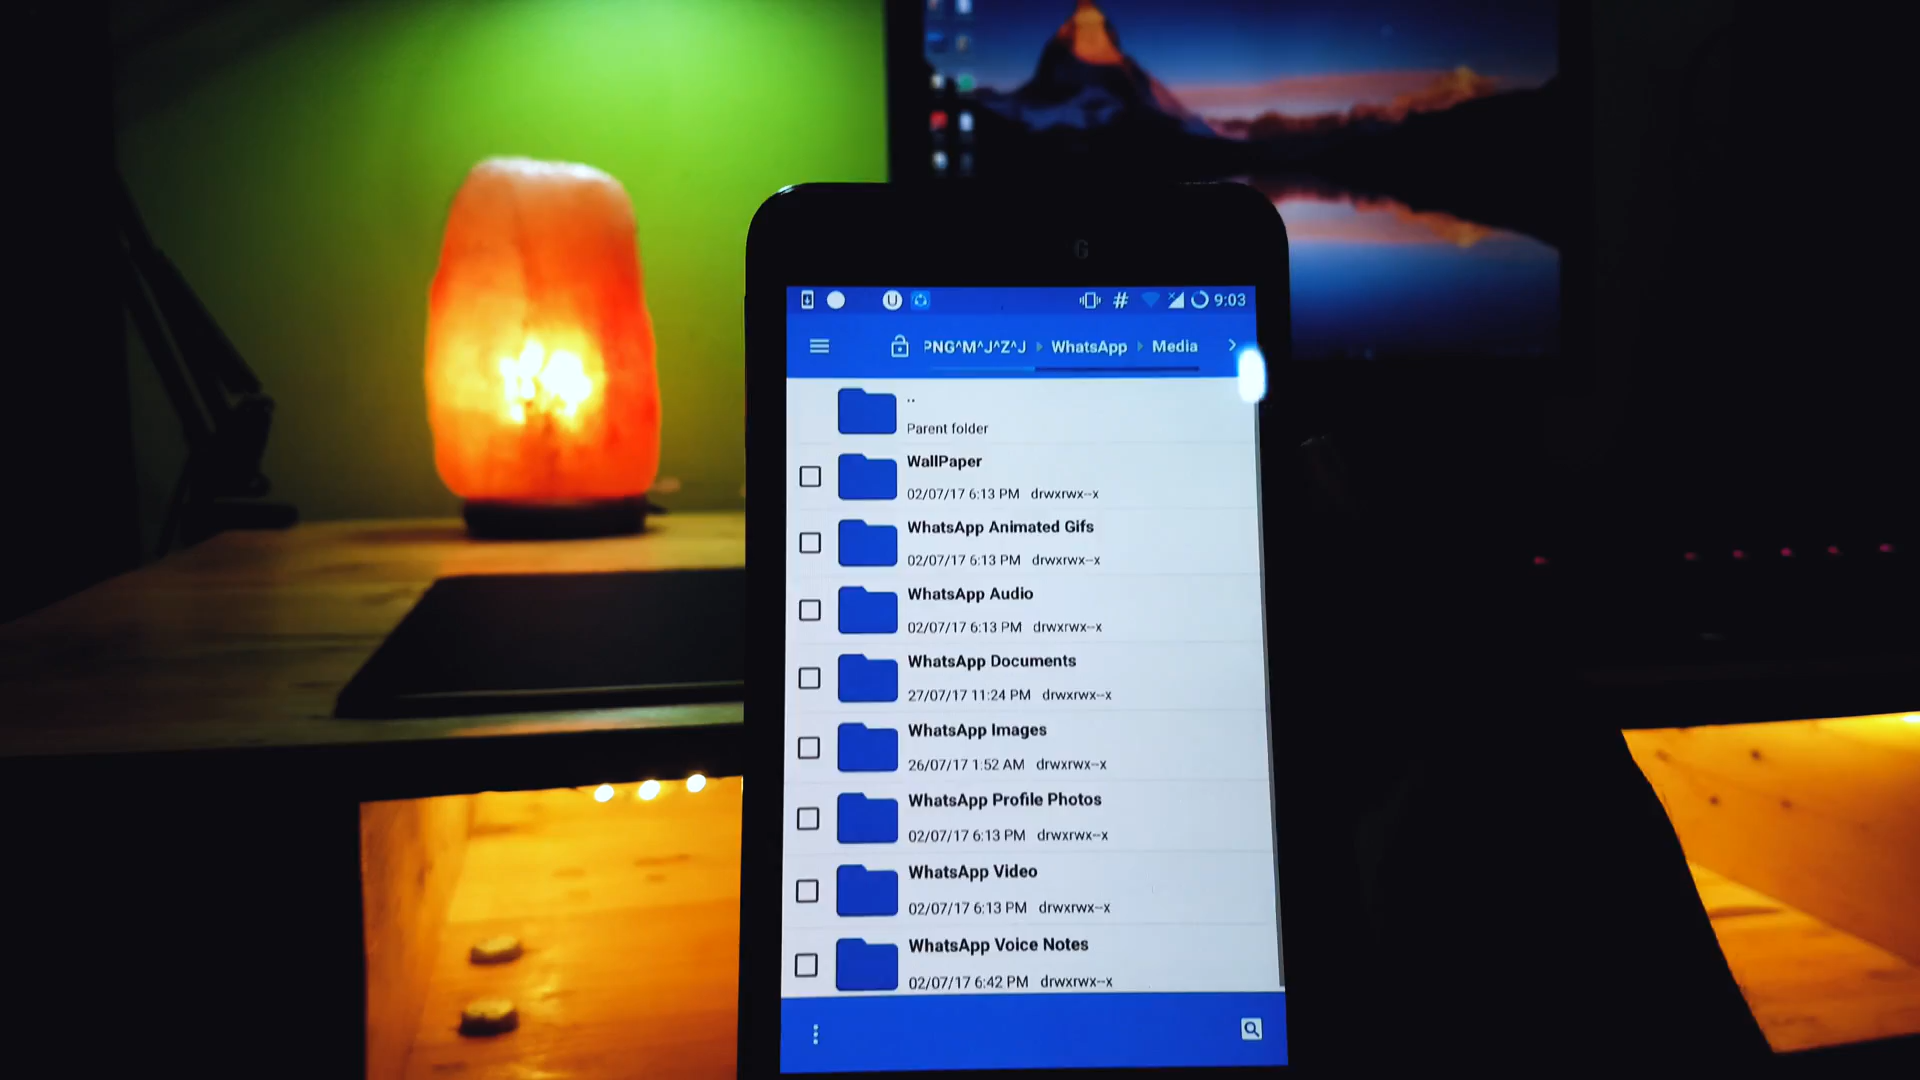 G
U # 9:03
PNG^M^J^Z^J WhatsApp Media
..
Parent folder
WallPaper
02/07/17 6:13 PM drwxrwx--x
WhatsApp Animated Gifs
02/07/17 6:13 PM drwxrwx--x
WhatsApp Audio
02/07/17 6:13 PM drwxrwx--x
WhatsApp Documents
27/07/17 11:24 PM drwxrwx--x
WhatsApp Images
26/07/17 1:52 AM drwxrwx--x
WhatsApp Profile Photos
02/07/17 6:13 PM drwxrwx--x
WhatsApp Video
02/07/17 6:13 PM drwxrwx--x
WhatsApp Voice Notes
02/07/17 6:42 PM drwxrwx--x